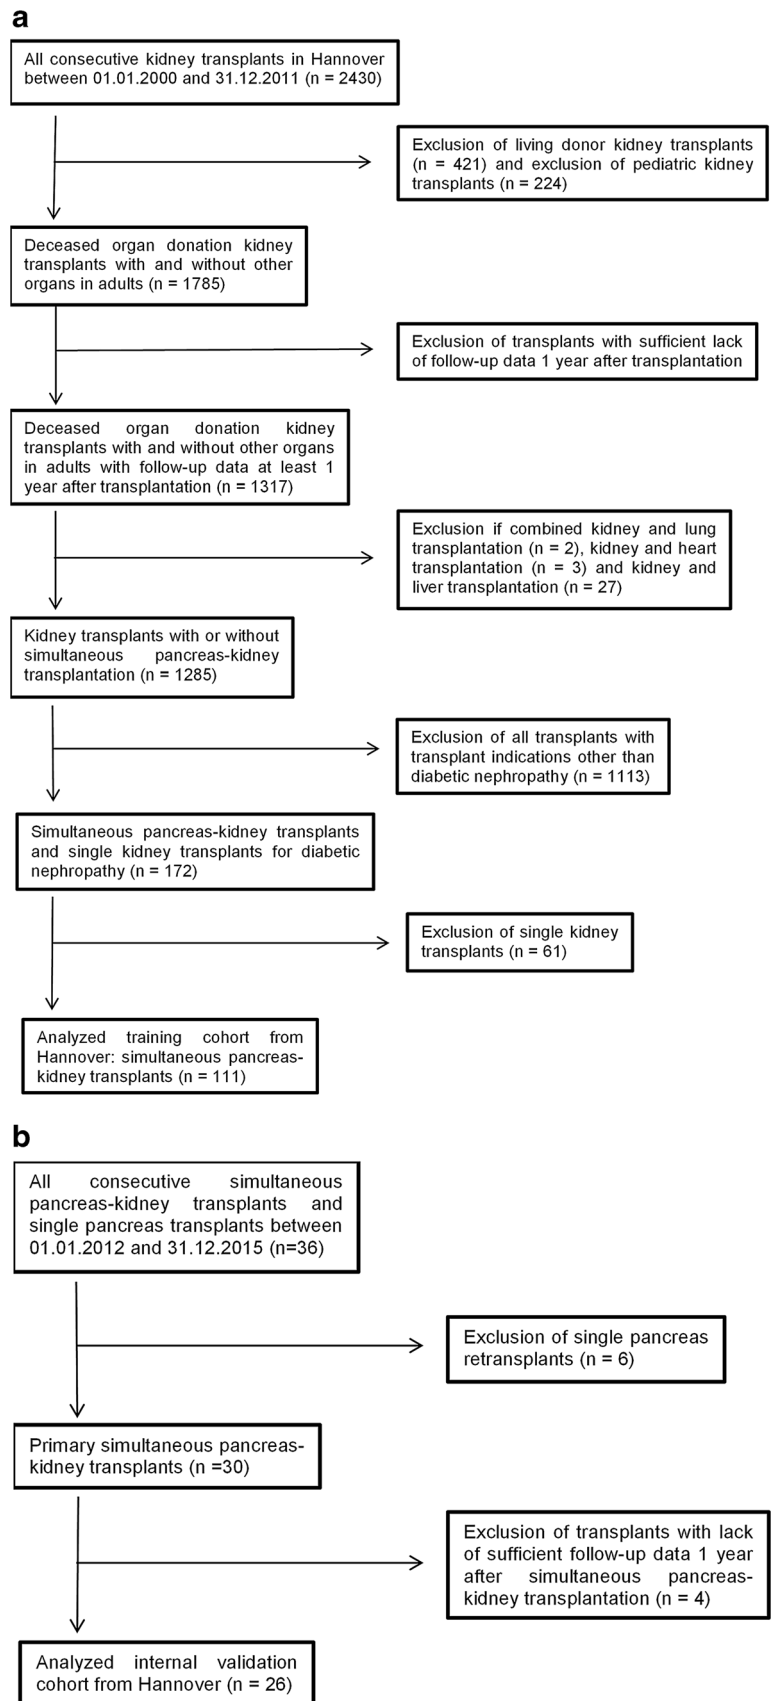 a
All consecutive kidney transplants in Hannover
between 01.01.2000 and 31.12.2011 (n = 2430)
Exclusion of living donor kidney transplants
(n = 421) and exclusion of pediatric kidney
transplants (n = 224)
Deceased organ donation kidney
transplants with and without other
organs in adults (n = 1785)
Exclusion of transplants with sufficient lack
of follow-up data 1 year after transplantation
Deceased organ donation kidney
transplants with and without other organs
in adults with follow-up data at least 1
year after transplantation (n = 1317)
Exclusion if combined kidney and lung
transplantation (n = 2), kidney and heart
transplantation (n = 3) and kidney and
liver transplantation (n = 27)
Kidney transplants with or without
simultaneous pancreas-kidney
transplantation (n = 1285)
Exclusion of all transplants with
transplant indications other than
diabetic nephropathy (n = 1113)
Simultaneous pancreas-kidney transplants
and single kidney transplants for diabetic
nephropathy (n = 172)
Exclusion of single kidney
transplants (n = 61)
Analyzed training cohort from
Hannover: simultaneous pancreas-
kidney transplants (n = 111)
b
All consecutive simultaneous
pancreas-kidney transplants and
single pancreas transplants between
01.01.2012 and 31.12.2015 (n=36)
Exclusion of single pancreas
retransplants (n = 6)
Primary simultaneous pancreas-
kidney transplants (n =30)
Exclusion of transplants with lack
of sufficient follow-up data 1 year
after simultaneous pancreas-
kidney transplantation (n = 4)
Analyzed internal validation
cohort from Hannover (n = 26)